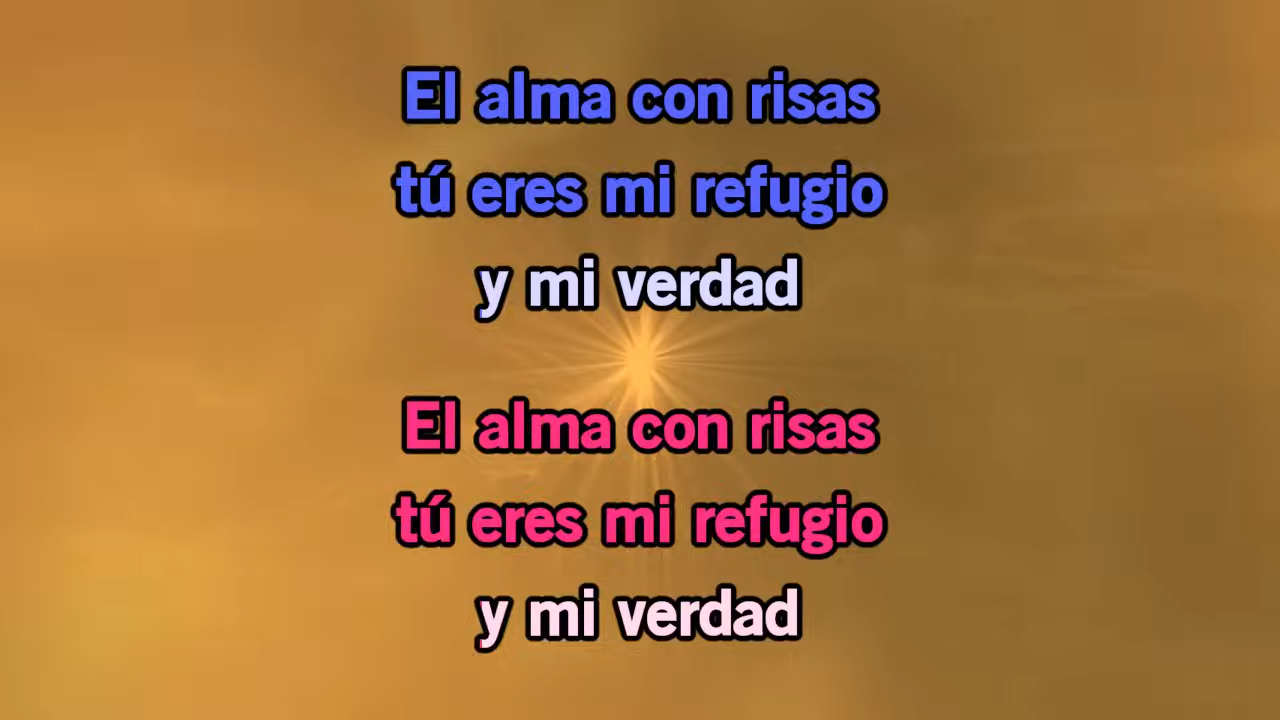 El alma con risas
tú eres mi refugio
y mi verdad
El alma con risas
tú eres mi refugio
y mi verdad